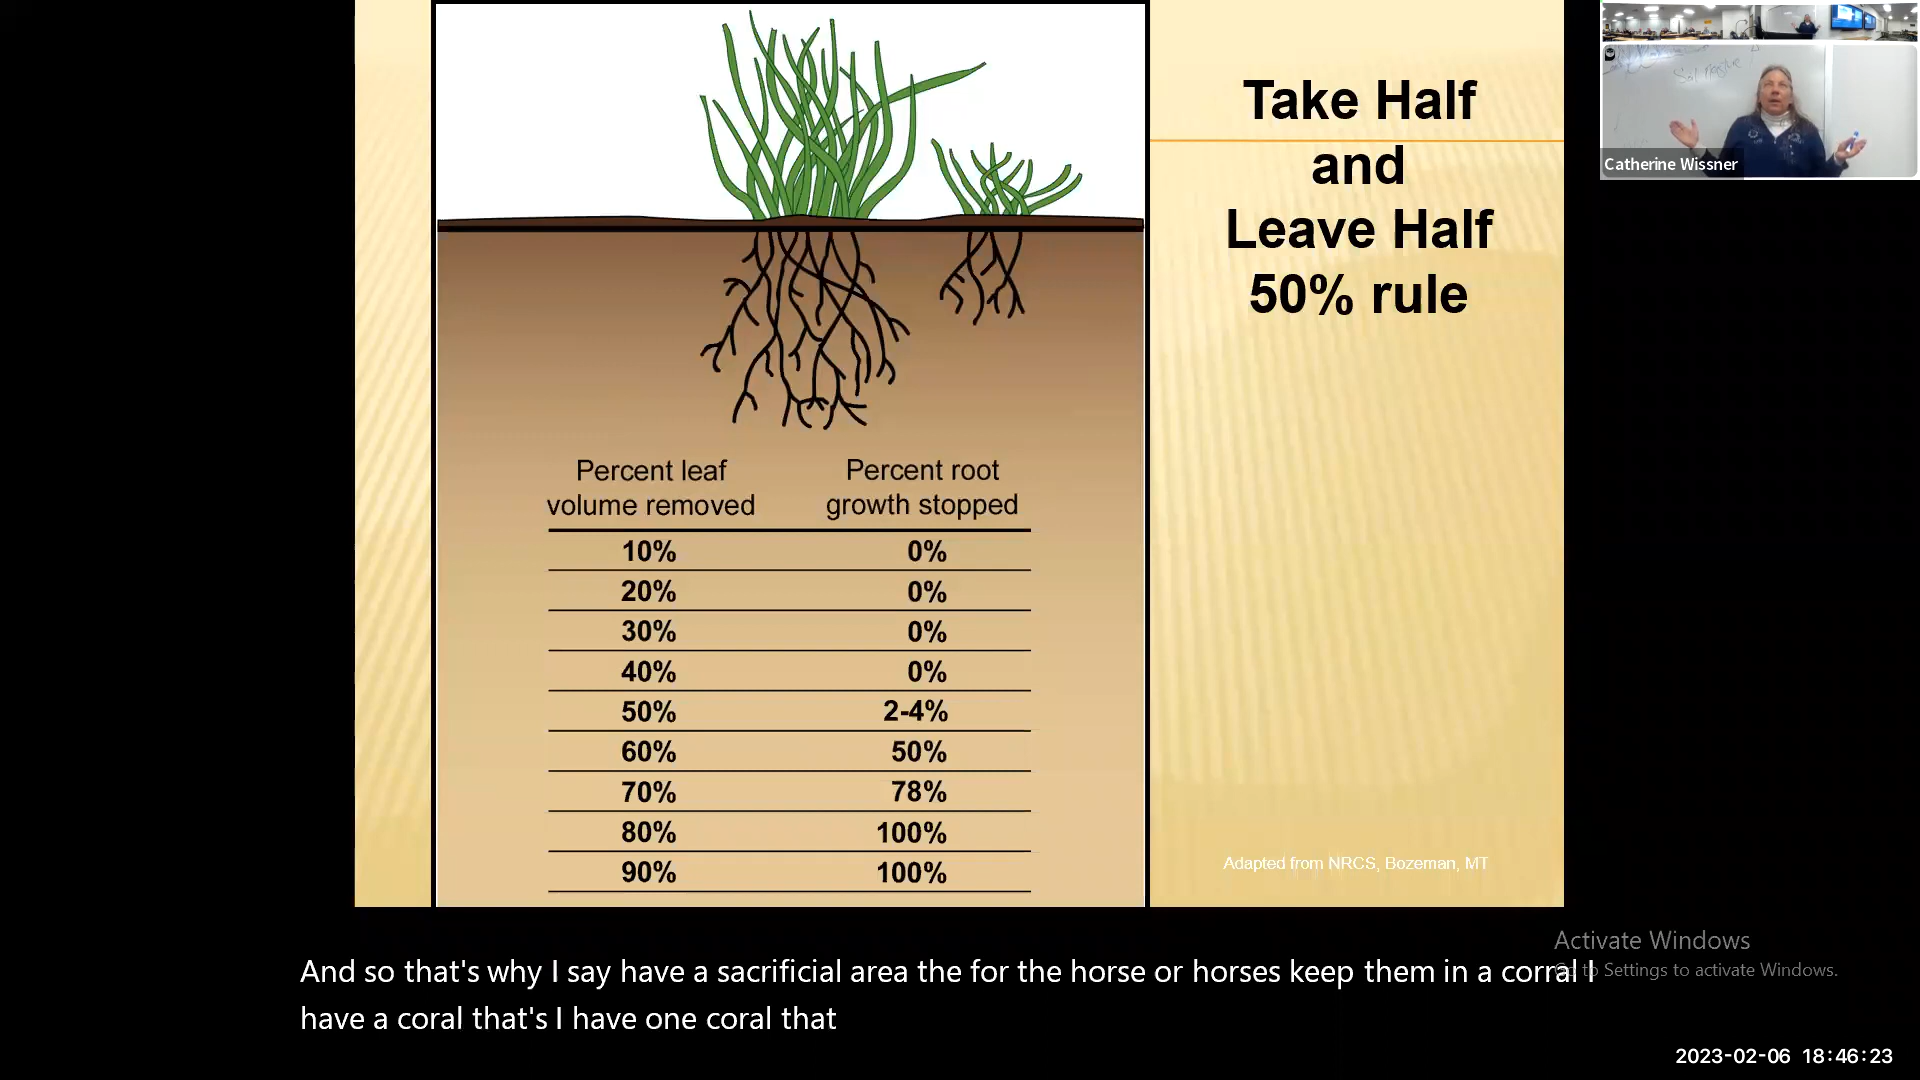 Take Half
and
Leave Half
50% rule
Percent leaf
volume removed
Percent root
growth stopped
10% 0%
20% 0%
30% 0%
40% 0%
50% 2-4%
60% 50%
70% 78%
80% 100%
90% 100%
Adapted from NRCS, Bozeman, MT
Catherine Wissner
And so that's why I say have a sacrificial area the for the horse or horses keep them in a corral I
have a coral that's I have one coral that
Activate Windows
Go to Settings to activate Windows.
2023-02-06 18:46:23